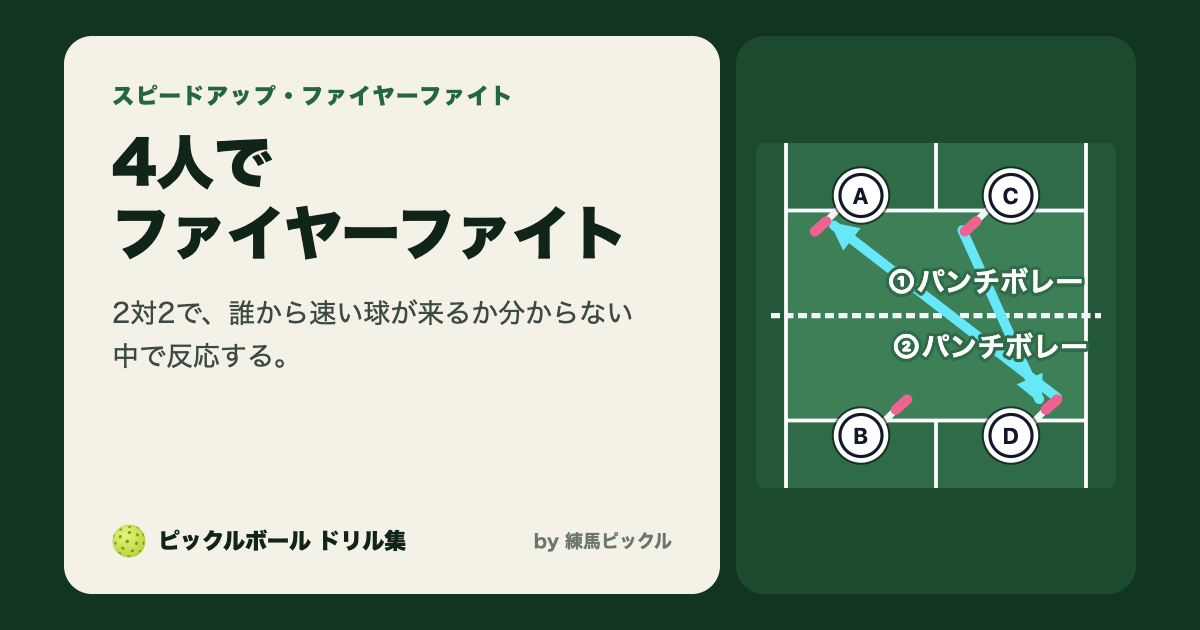 スピードアップ・ファイヤーファイト
4人で
ファイヤーファイト
2対2で、誰から速い球が来るか分からない
中で反応する。
ピックルボール ドリル集
by 練馬ピックル
A
C
①パンチボレー
②パンチボレー
B
D